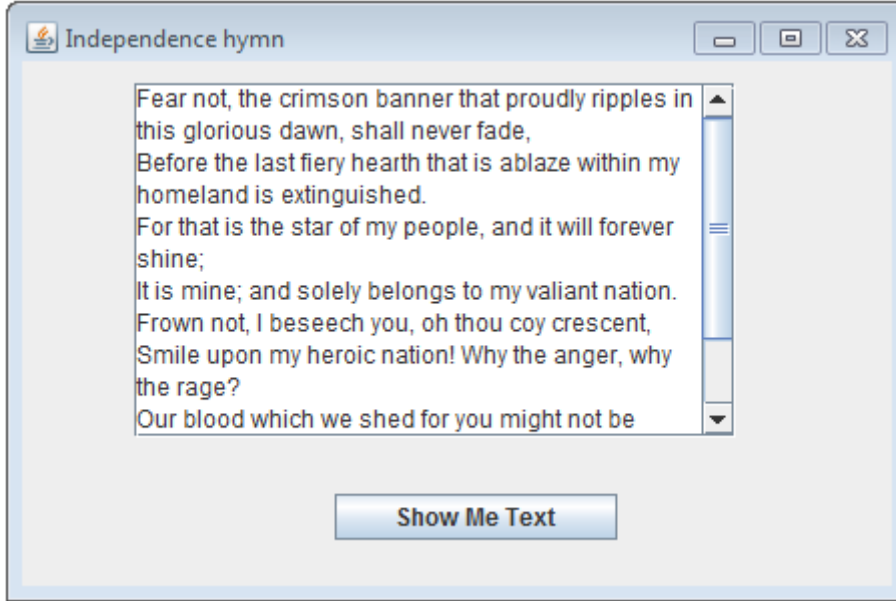 Independence hymn
Fear not, the crimson banner that proudly ripples in
this glorious dawn, shall never fade,
Before the last fiery hearth that is ablaze within my
homeland is extinguished.
For that is the star of my people, and it will forever
shine;
It is mine; and solely belongs to my valiant nation.
Frown not, I beseech you, oh thou coy crescent,
Smile upon my heroic nation! Why the anger, why
the rage?
Our blood which we shed for you might not be
Show Me Text